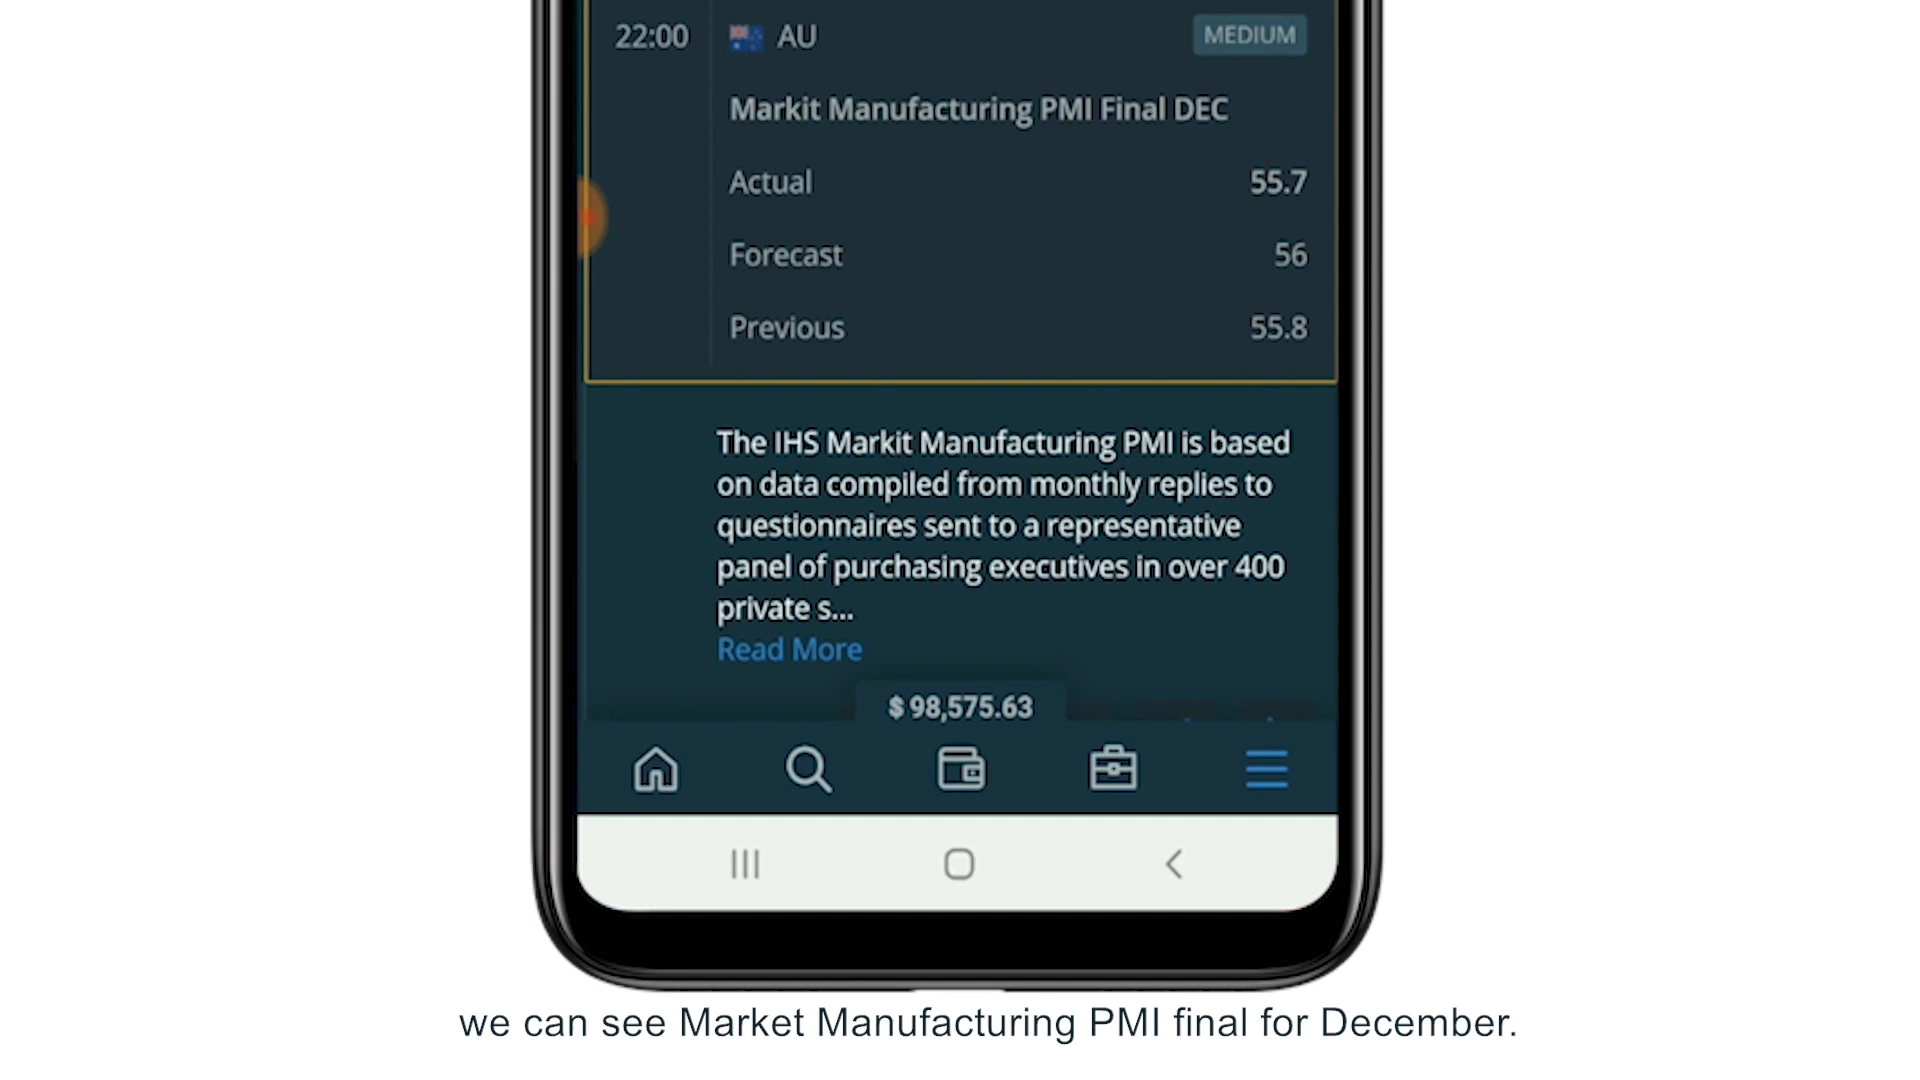 22:00 AU MEDIUM
Markit Manufacturing PMI Final DEC
Actual 55.7
Forecast 56
Previous 55.8
The IHS Markit Manufacturing PMI is based
on data compiled from monthly replies to
questionnaires sent to a representative
panel of purchasing executives in over 400
private s...
Read More
$ 98,575.63
we can see Market Manufacturing PMI final for December.